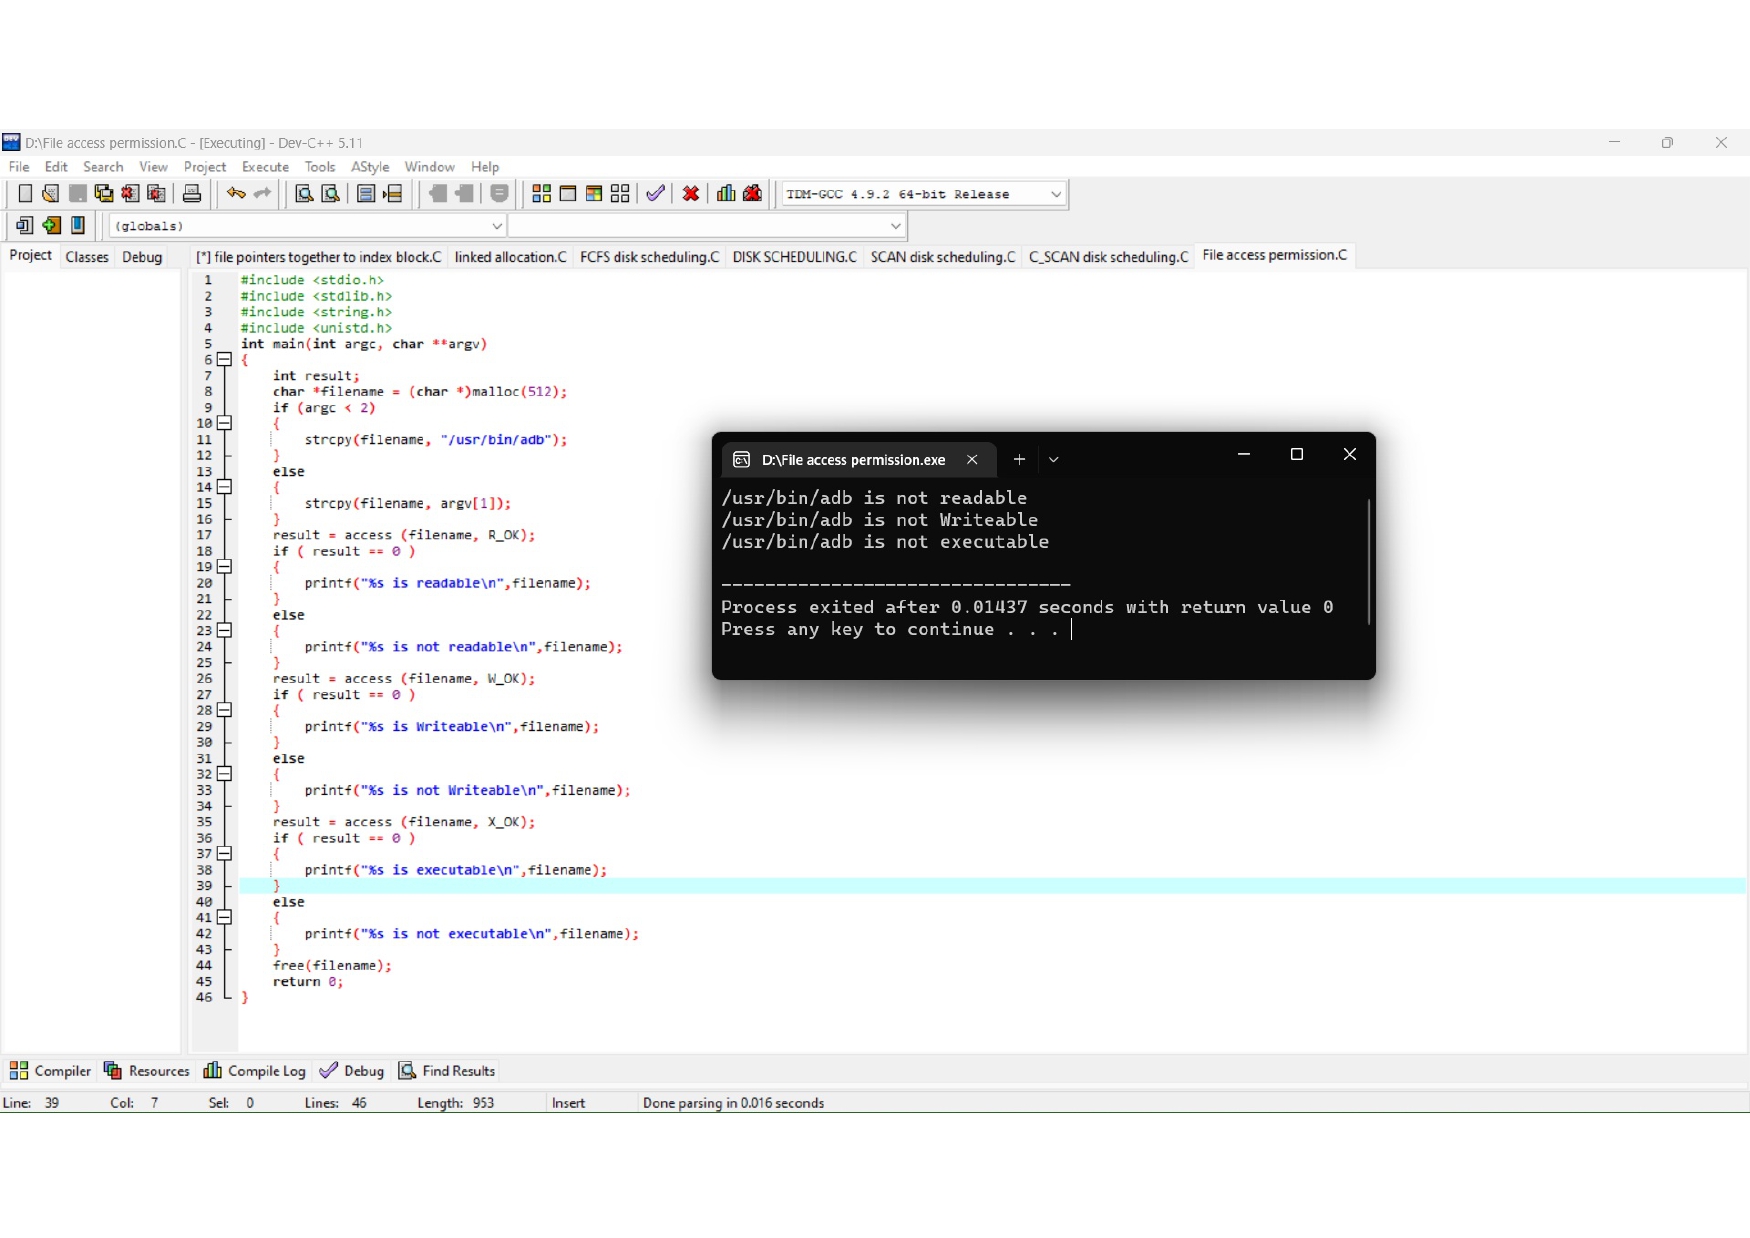 D:\File access permission.C - [Executing] - Dev-C++ 5.11
File Edit Search View Project Execute Tools AStyle Window Help
TDM-GCC 4.9.2 64-bit Release
(globals)
Project Classes Debug
[*] file pointers together to index block.C linked allocation.C FCFS disk scheduling.C DISK SCHEDULING.C SCAN disk scheduling.C C_SCAN disk scheduling.C File access permission.C
1 #include <stdio.h>
2 #include <stdlib.h>
3 #include <string.h>
4 #include <unistd.h>
5 int main(int argc, char **argv)
6 {
7 int result;
8 char *filename = (char *)malloc(512);
9 if (argc < 2)
10 {
11 strcpy(filename, "/usr/bin/adb");
12 }
13 else
14 {
15 strcpy(filename, argv[1]);
16 }
17 result = access (filename, R_OK);
18 if ( result == 0 )
19 {
20 printf("%s is readable\n",filename);
21 }
22 else
23 {
24 printf("%s is not readable\n",filename);
25 }
26 result = access (filename, W_OK);
27 if ( result == 0 )
28 {
29 printf("%s is Writeable\n",filename);
30 }
31 else
32 {
33 printf("%s is not Writeable\n",filename);
34 }
35 result = access (filename, X_OK);
36 if ( result == 0 )
37 {
38 printf("%s is executable\n",filename);
39 }
40 else
41 {
42 printf("%s is not executable\n",filename);
43 }
44 free(filename);
45 return 0;
46 }
D:\File access permission.exe
/usr/bin/adb is not readable
/usr/bin/adb is not Writeable
/usr/bin/adb is not executable
--------------------------------
Process exited after 0.01437 seconds with return value 0
Press any key to continue . . .
Compiler Resources Compile Log Debug Find Results
Line: 39 Col: 7 Sel: 0 Lines: 46 Length: 953 Insert Done parsing in 0.016 seconds